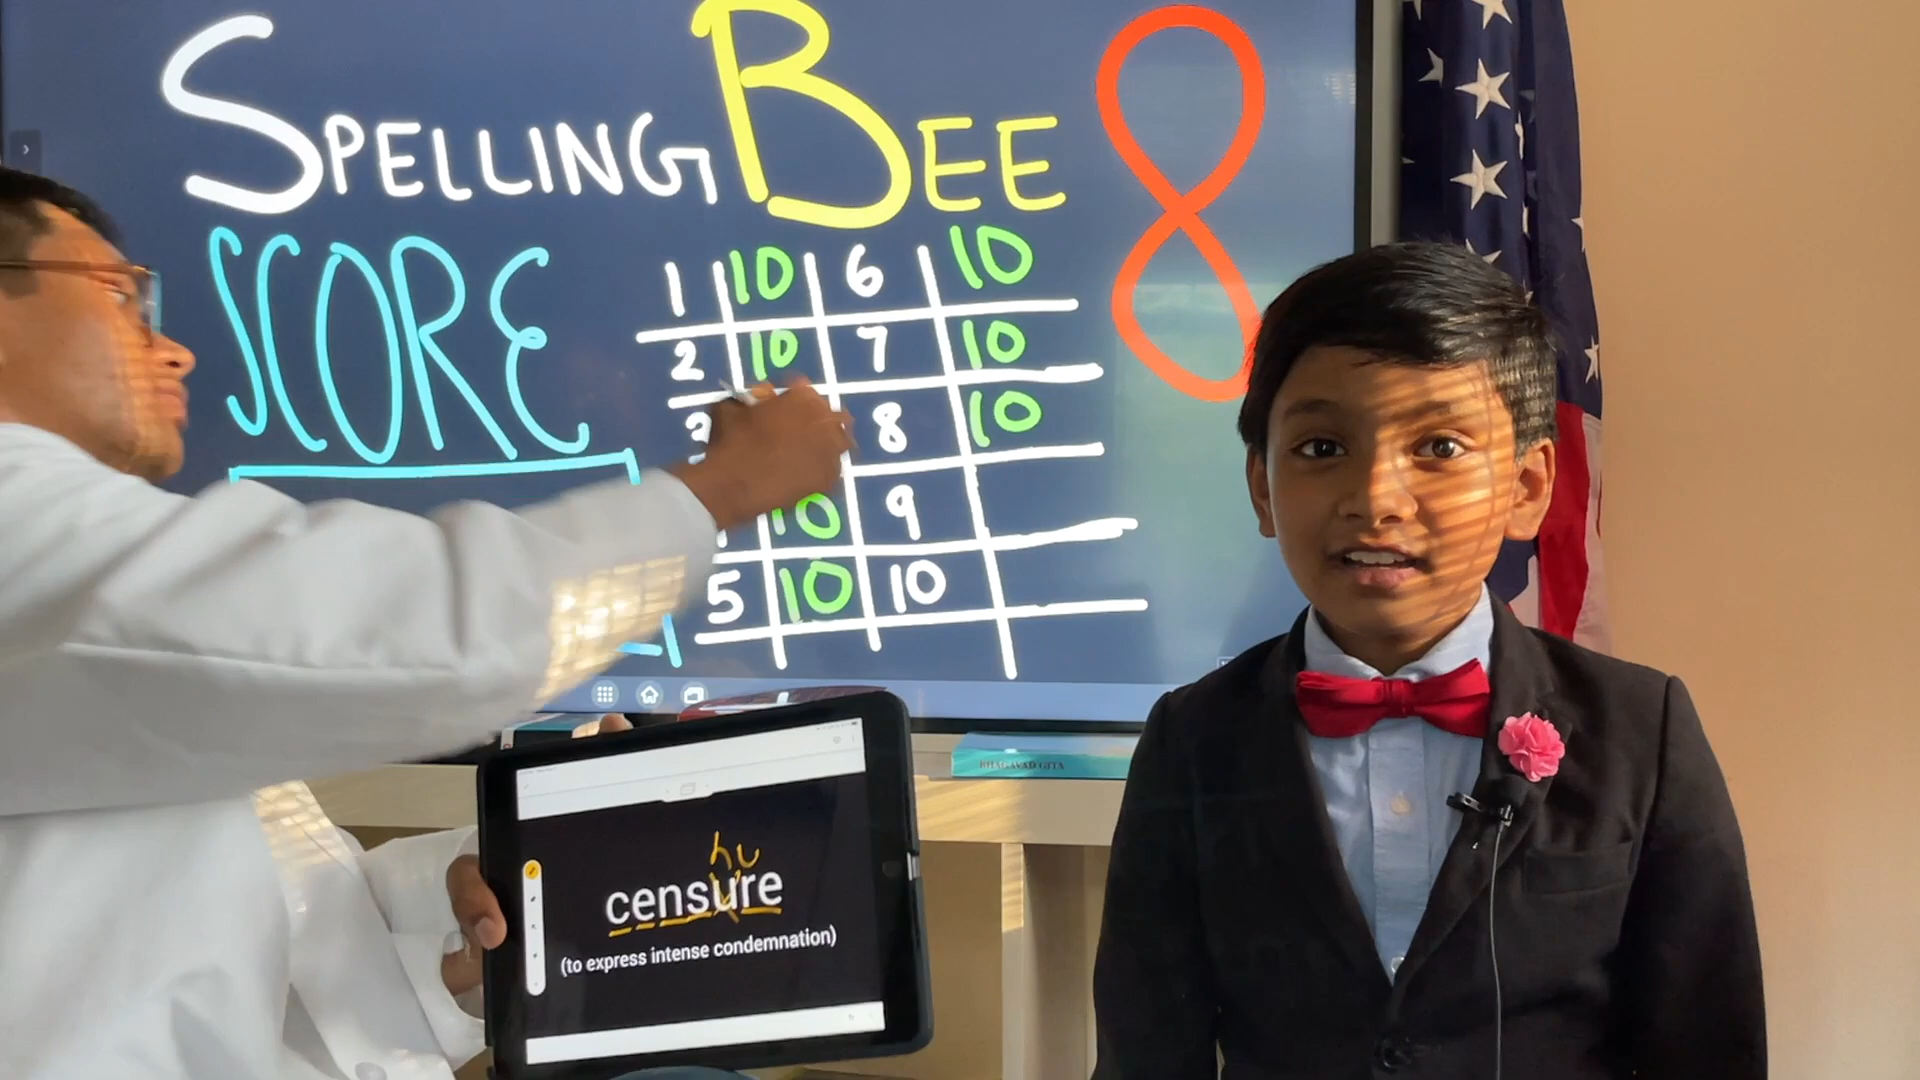 SPELLING BEE 8
SCORE
1 10 6 10
2 10 7 10
8 10
10 9
5 10 10
BHAGAVAD GITA
hu
censure
(to express intense condemnation)